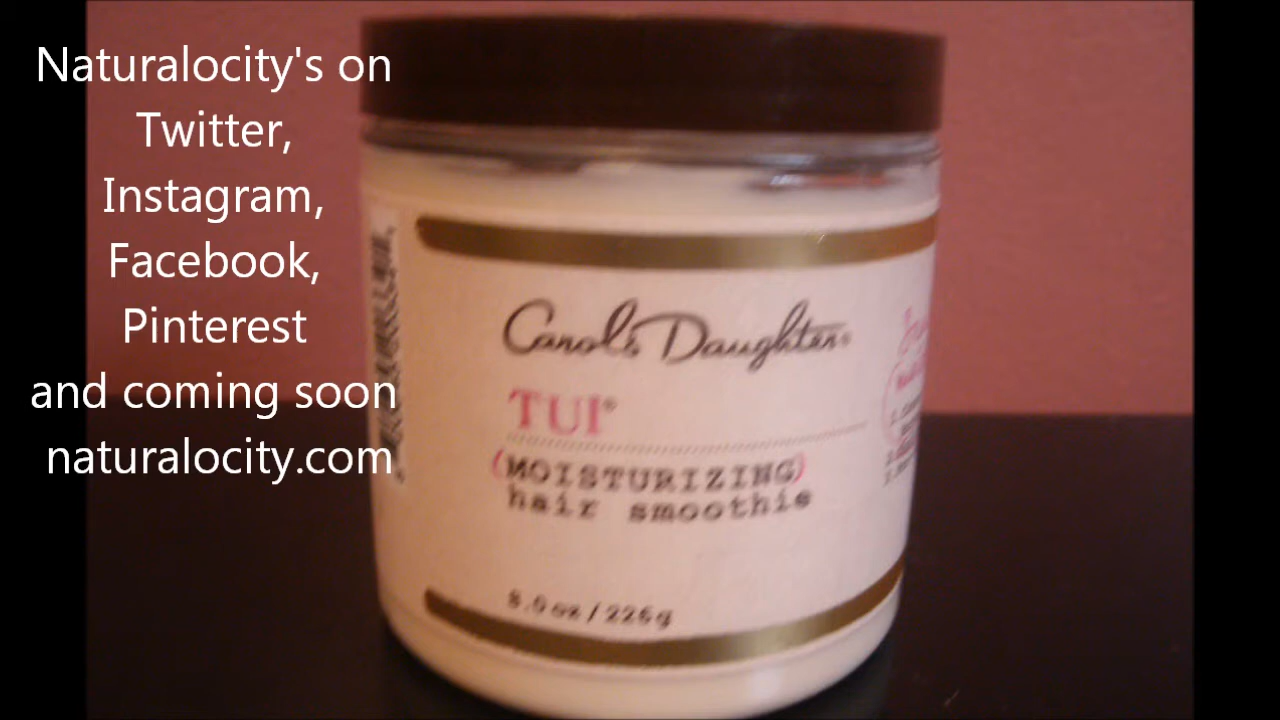 Naturalocity's on
Twitter,
Instagram,
Facebook,
Pinterest
and coming soon
naturalocity.com
Carol's Daughter®
TUI®
(MOISTURIZING)
hair smoothie
8.0 oz / 226g